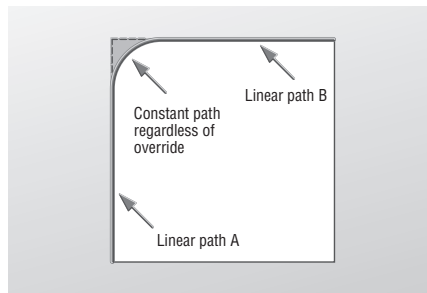 Linear path B
Constant path
regardless of
override
Linear path A